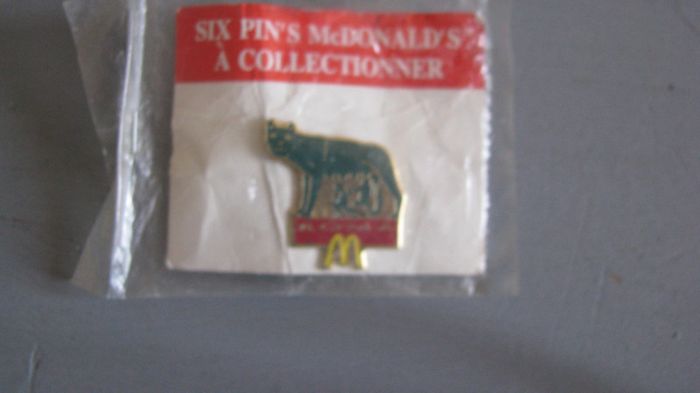 SIX PIN'S McDONALD'S
À COLLECTIONNER
M